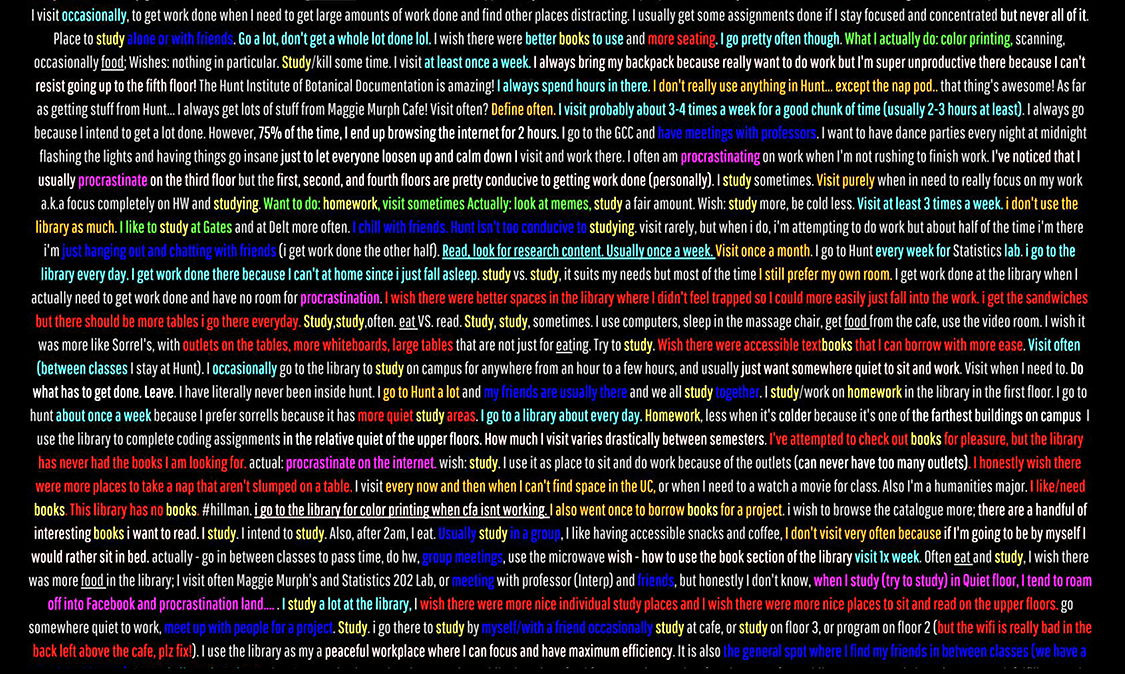 I visit occasionally, to get work done when I need to get large amounts of work done and find other places distracting. I usually get some assignments done if I stay focused and concentrated but never all of it.
Place to study alone or with friends. Go a lot, don't get a whole lot done lol. I wish there were better books to use and more seating. I go pretty often though. What I actually do: color printing, scanning,
occasionally food; Wishes: nothing in particular. Study/kill some time. I visit at least once a week. I always bring my backpack because really want to do work but I'm super unproductive there because I can't
resist going up to the fifth floor! The Hunt Institute of Botanical Documentation is amazing! I always spend hours in there. I don't really use anything in Hunt... except the nap pod.. that thing's awesome! As far
as getting stuff from Hunt... I always get lots of stuff from Maggie Murph Cafe! Visit often? Define often. I visit probably about 3-4 times a week for a good chunk of time (usually 2-3 hours at least). I always go
because I intend to get a lot done. However, 75% of the time, I end up browsing the internet for 2 hours. I go to the GCC and have meetings with professors. I want to have dance parties every night at midnight
flashing the lights and having things go insane just to let everyone loosen up and calm down I visit and work there. I often am procrastinating on work when I'm not rushing to finish work. I've noticed that I
usually procrastinate on the third floor but the first, second, and fourth floors are pretty conducive to getting work done (personally). I study sometimes. Visit purely when in need to really focus on my work
a.k.a focus completely on HW and studying. Want to do: homework, visit sometimes Actually: look at memes, study a fair amount. Wish: study more, be cold less. Visit at least 3 times a week. i don't use the
library as much. I like to study at Gates and at Delt more often. I chill with friends. Hunt isn't too conducive to studying. visit rarely, but when i do, i'm attempting to do work but about half of the time i'm there
i'm just hanging out and chatting with friends (i get work done the other half). Read, look for research content. Usually once a week. Visit once a month. I go to Hunt every week for Statistics lab. i go to the
library every day. I get work done there because I can't at home since i just fall asleep. study vs. study, it suits my needs but most of the time I still prefer my own room. I get work done at the library when I
actually need to get work done and have no room for procrastination. I wish there were better spaces in the library where I didn't feel trapped so I could more easily just fall into the work. i get the sandwiches
but there should be more tables i go there everyday. Study,study,often. eat VS. read. Study, study, sometimes. I use computers, sleep in the massage chair, get food from the cafe, use the video room. I wish it
was more like Sorrel's, with outlets on the tables, more whiteboards, large tables that are not just for eating. Try to study. Wish there were accessible textbooks that I can borrow with more ease. Visit often
(between classes I stay at Hunt). I occasionally go to the library to study on campus for anywhere from an hour to a few hours, and usually just want somewhere quiet to sit and work. Visit when I need to. Do
what has to get done. Leave. I have literally never been inside hunt. I go to Hunt a lot and my friends are usually there and we all study together. I study/work on homework in the library in the first floor. I go to
hunt about once a week because I prefer sorrells because it has more quiet study areas. I go to a library about every day. Homework, less when it's colder because it's one of the farthest buildings on campus I
use the library to complete coding assignments in the relative quiet of the upper floors. How much I visit varies drastically between semesters. I've attempted to check out books for pleasure, but the library
has never had the books I am looking for. actual: procrastinate on the internet. wish: study. I use it as place to sit and do work because of the outlets (can never have too many outlets). I honestly wish there
were more places to take a nap that aren't slumped on a table. I visit every now and then when I can't find space in the UC, or when I need to a watch a movie for class. Also I'm a humanities major. I like/need
books. This library has no books. #hillman. i go to the library for color printing when cfa isnt working. I also went once to borrow books for a project. i wish to browse the catalogue more; there are a handful of
interesting books i want to read. I study. I intend to study. Also, after 2am, I eat. Usually study in a group, I like having accessible snacks and coffee, I don't visit very often because if I'm going to be by myself I
would rather sit in bed. actually - go in between classes to pass time, do hw, group meetings, use the microwave wish - how to use the book section of the library visit 1x week. Often eat and study, I wish there
was more food in the library; I visit often Maggie Murph's and Statistics 202 Lab, or meeting with professor (Interp) and friends, but honestly I don't know, when I study (try to study) in Quiet floor, I tend to roam
off into Facebook and procrastination land.... . I study a lot at the library, I wish there were more nice individual study places and I wish there were more nice places to sit and read on the upper floors. go
somewhere quiet to work, meet up with people for a project. Study. i go there to study by myself/with a friend occasionally study at cafe, or study on floor 3, or program on floor 2 (but the wifi is really bad in the
back left above the cafe, plz fix!). I use the library as my a peaceful workplace where I can focus and have maximum efficiency. It is also the general spot where I find my friends in between classes (we have a